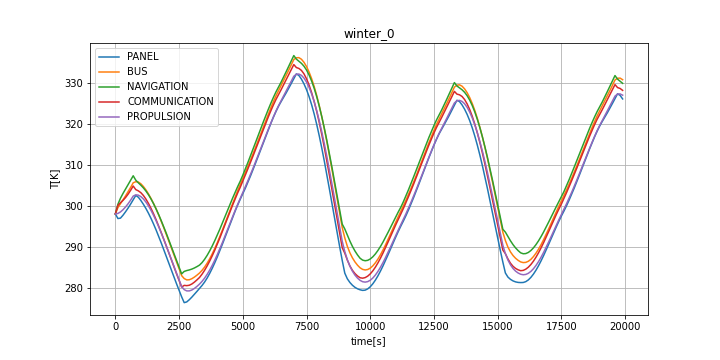 winter_0
PANEL
BUS
NAVIGATION
COMMUNICATION
PROPULSION
T[K]
330
320
310
300
290
280
0 2500 5000 7500 10000 12500 15000 17500 20000
time[s]